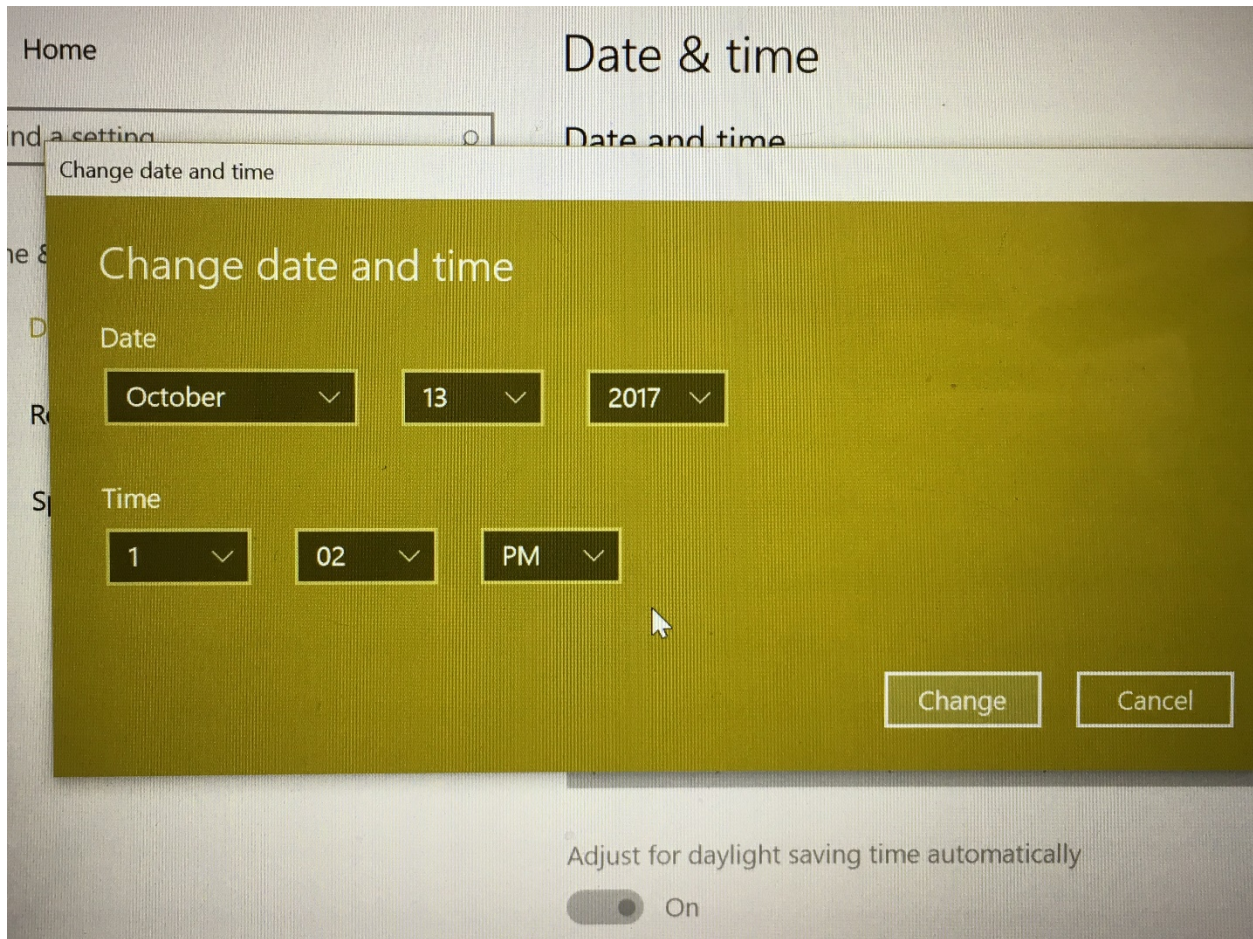 Home
Date & time
a setting
Date and time
Change date and time
Change date and time
Date
October 13 2017
Time
1 02 PM
Change Cancel
Adjust for daylight saving time automatically
On